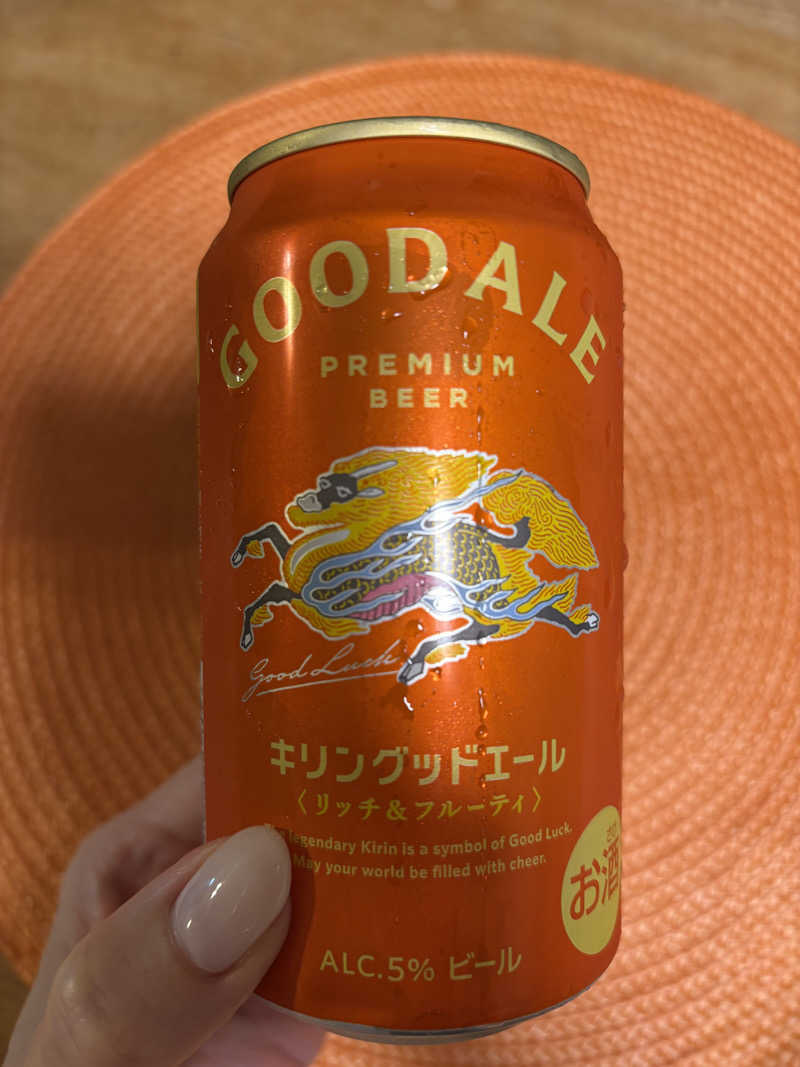 GOOD ALE
PREMIUM
BEER
Good Luck
キリングッドエール
〈リッチ&フルーティ〉
legendary Kirin is a symbol of Good Luck.
May your world be filled with cheer.
お酒
ALC.5% ビール